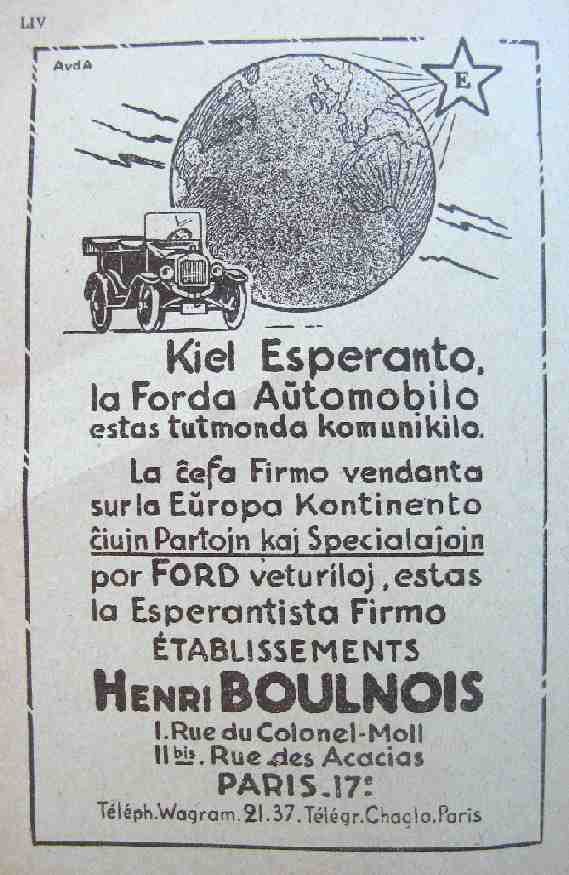 LIV
AvdA
E
Kiel Esperanto,
la Forda Aŭtomobilo
estas tutmonda komunikilo.
La ĉefa Firmo vendanta
sur la Eŭropa Kontinento
ĉiujn Partojn kaj Specialaĵojn
por FORD veturiloj, estas
la Esperantista Firmo
ÉTABLISSEMENTS
HENRI BOULNOIS
1. Rue du Colonel-Moll
11 bis. Rue des Acacias
PARIS.17e
Téléph.Wagram.21.37.Télégr.Chaglo.Paris